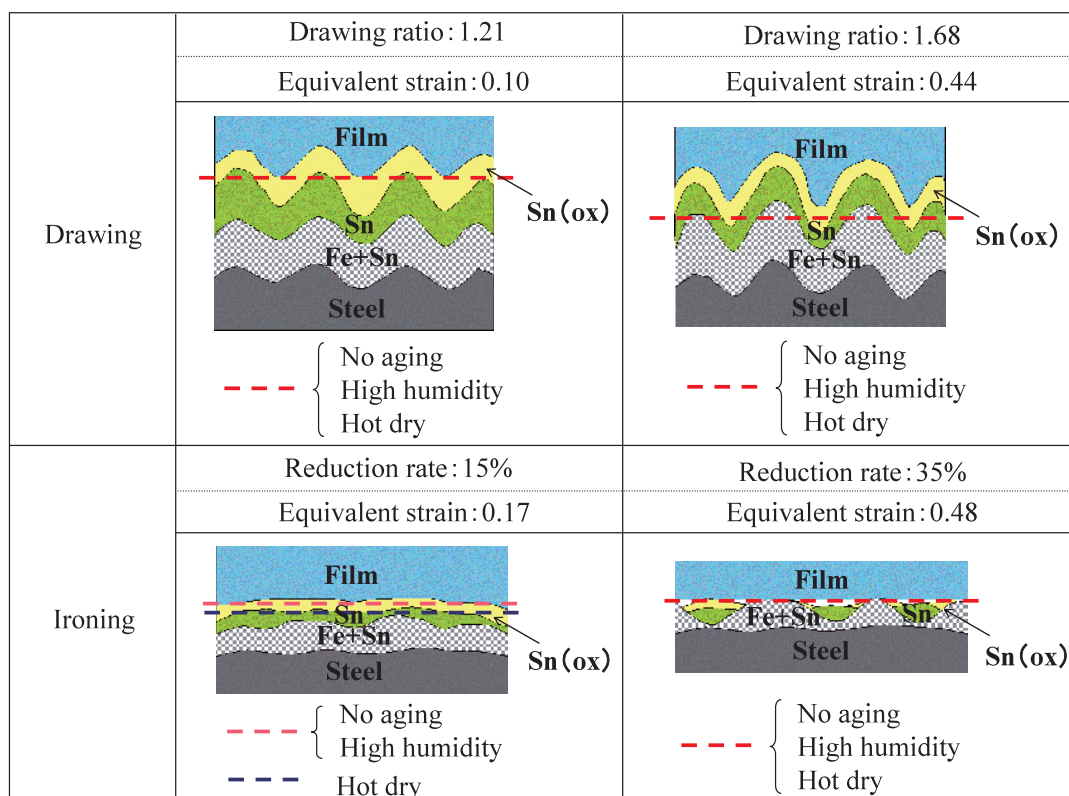 Drawing
Drawing ratio:1.21
Equivalent strain:0.10
Film
Sn(ox)
Sn
Fe+Sn
Steel
No aging
High humidity
Hot dry
Drawing ratio:1.68
Equivalent strain:0.44
Film
Sn(ox)
Sn
Fe+Sn
Steel
No aging
High humidity
Hot dry
Ironing
Reduction rate:15%
Equivalent strain:0.17
Film
Sn
Fe+Sn
Sn(ox)
Steel
No aging
High humidity
Hot dry
Reduction rate:35%
Equivalent strain:0.48
Film
Fe+Sn
Sn
Sn(ox)
Steel
No aging
High humidity
Hot dry